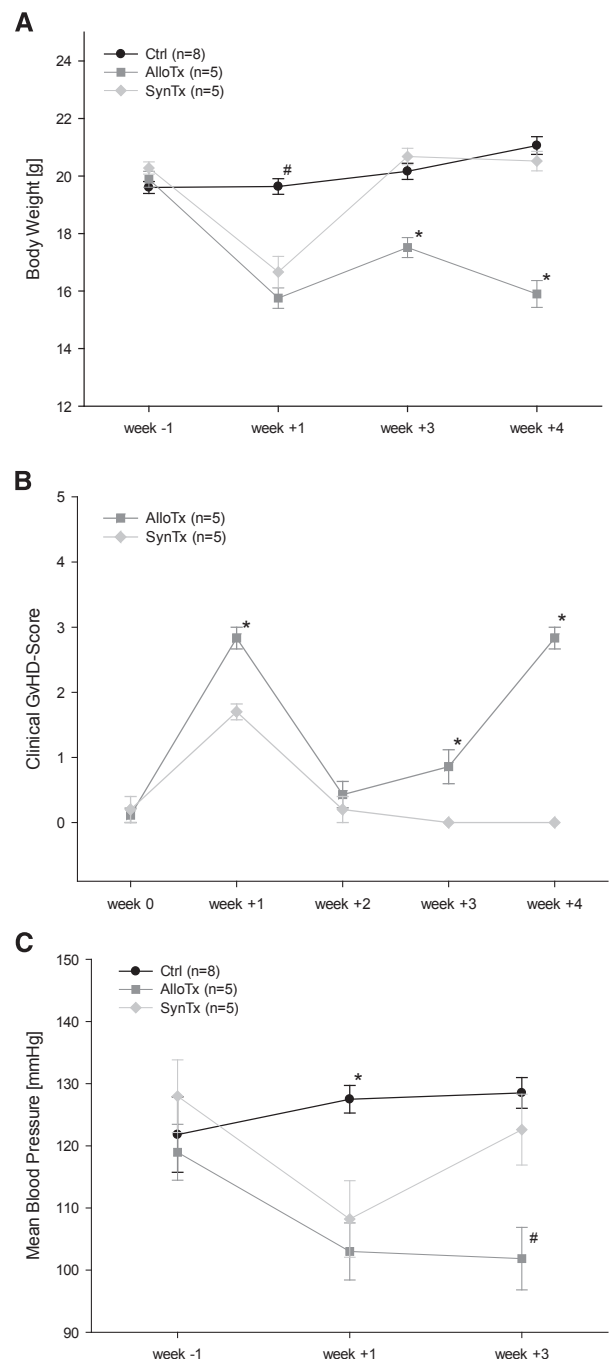 A
Ctrl (n=8)
AlloTx (n=5)
SynTx (n=5)
24
22
20
18
16
14
12
Body Weight [g]
#
*
*
week -1
week +1
week +3
week +4
B
AlloTx (n=5)
SynTx (n=5)
5
4
3
2
1
0
Clinical GvHD-Score
*
*
*
week 0
week +1
week +2
week +3
week +4
C
Ctrl (n=8)
AlloTx (n=5)
SynTx (n=5)
150
140
130
120
110
100
90
Mean Blood Pressure [mmHg]
*
#
week -1
week +1
week +3